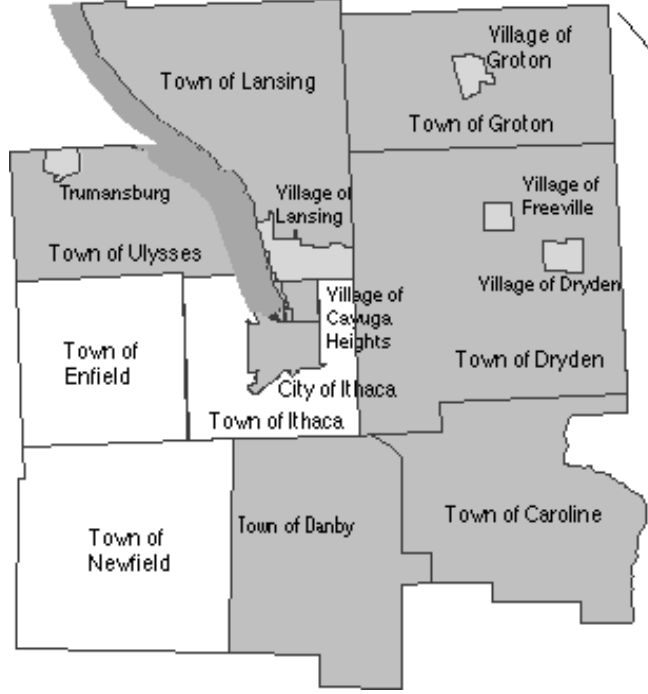 Village of
Groton
Town of Lansing
Town of Groton
Trumansburg
Village of
Lansing
Village of
Freeville
Town of Ulysses
Village of Dryden
Village of
Cayuga
Heights
Town of
Enfield
Town of Dryden
City of Ithaca
Town of Ithaca
Town of Caroline
Town of Danby
Town of
Newfield